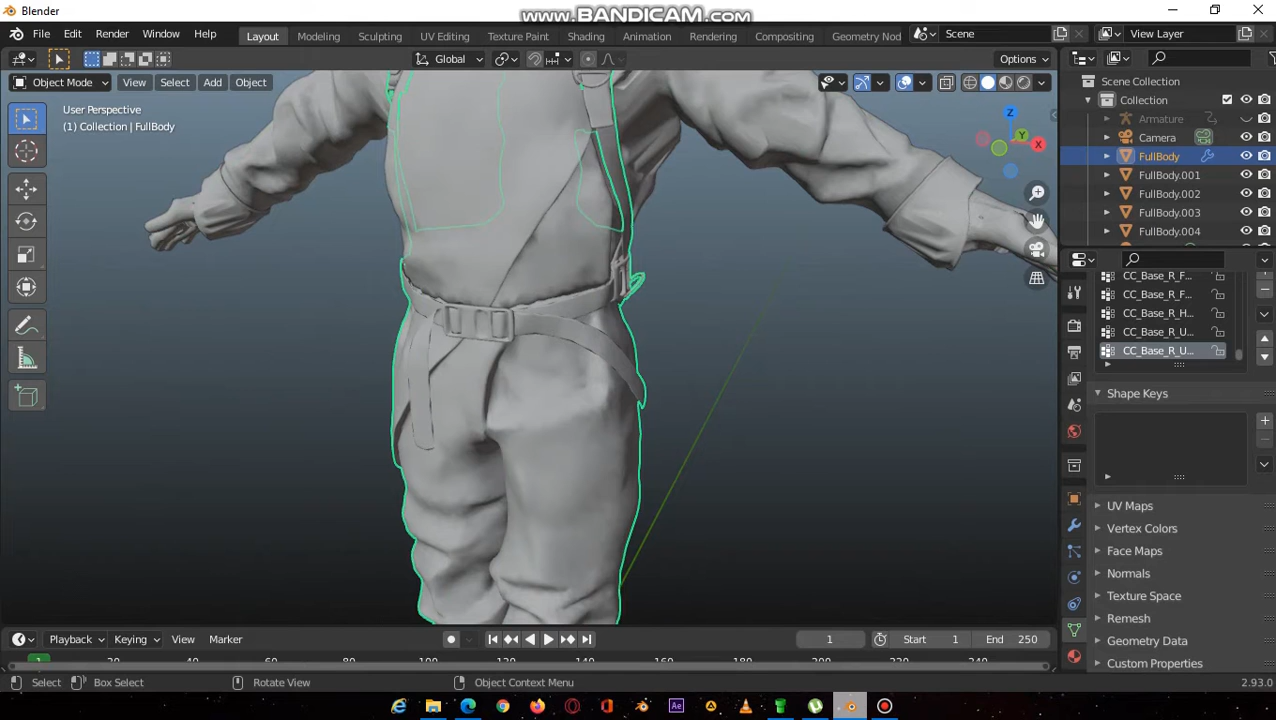 Blender
www.BANDICAM.com
File Edit Render Window Help
Layout Modeling Sculpting UV Editing Texture Paint Shading Animation Rendering Compositing Geometry Nod
Scene
View Layer
Global
Options
Object Mode View Select Add Object
User Perspective
(1) Collection | FullBody
Z
Y
X
Scene Collection
Collection
Armature
Camera
FullBody
FullBody.001
FullBody.002
FullBody.003
FullBody.004
CC_Base_R_F...
CC_Base_R_F...
CC_Base_R_H...
CC_Base_R_U...
CC_Base_R_U...
Shape Keys
UV Maps
Vertex Colors
Face Maps
Normals
Texture Space
Remesh
Geometry Data
Custom Properties
Playback Keying View Marker
1
Start 1
End 250
Select Box Select Rotate View Object Context Menu
2.93.0
Ae